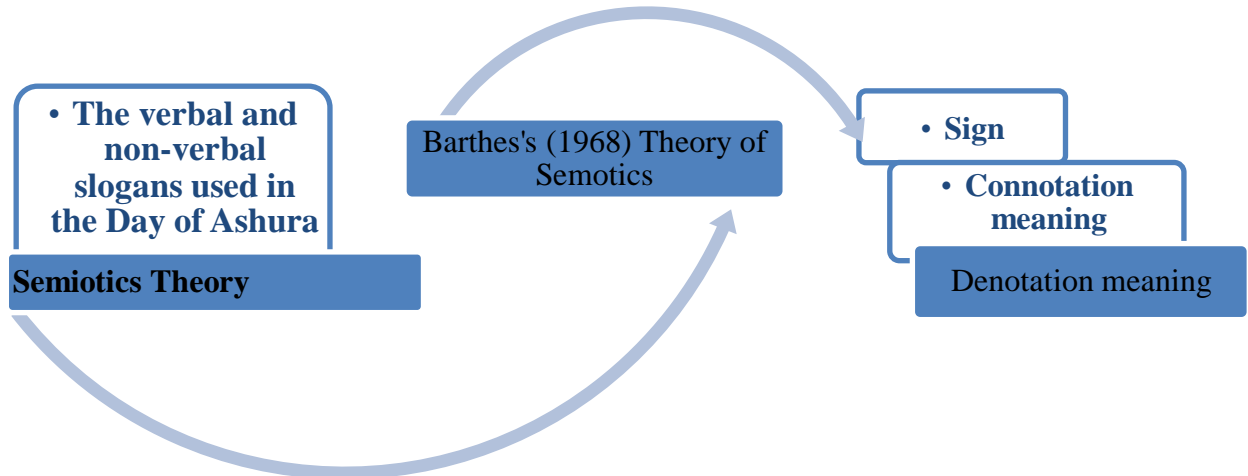 • The verbal and
non-verbal
slogans used in
the Day of Ashura
Semiotics Theory
Barthes's (1968) Theory of
Semotics
• Sign
• Connotation
meaning
Denotation meaning